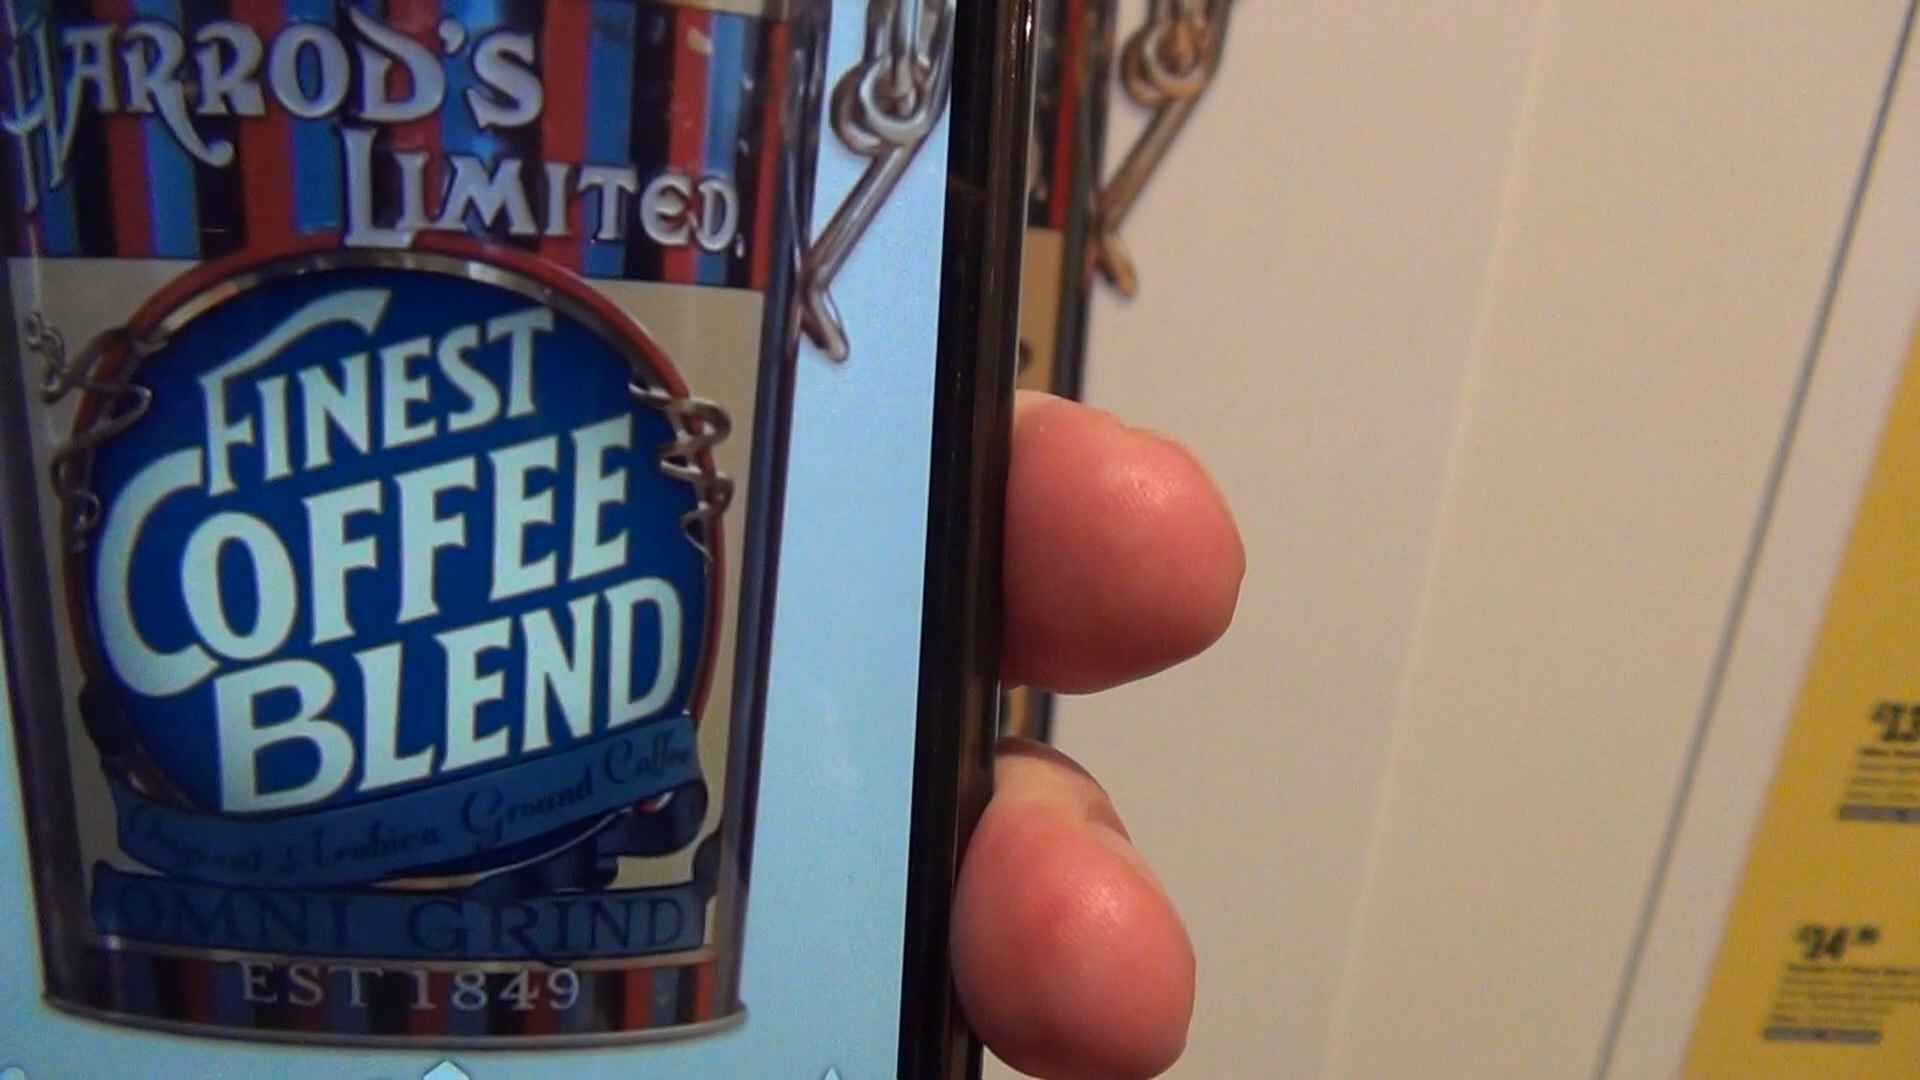 HARROD'S
LIMITED.
FINEST
COFFEE
BLEND
Original Arabica Ground Coffee
OMNI GRIND
EST 1849